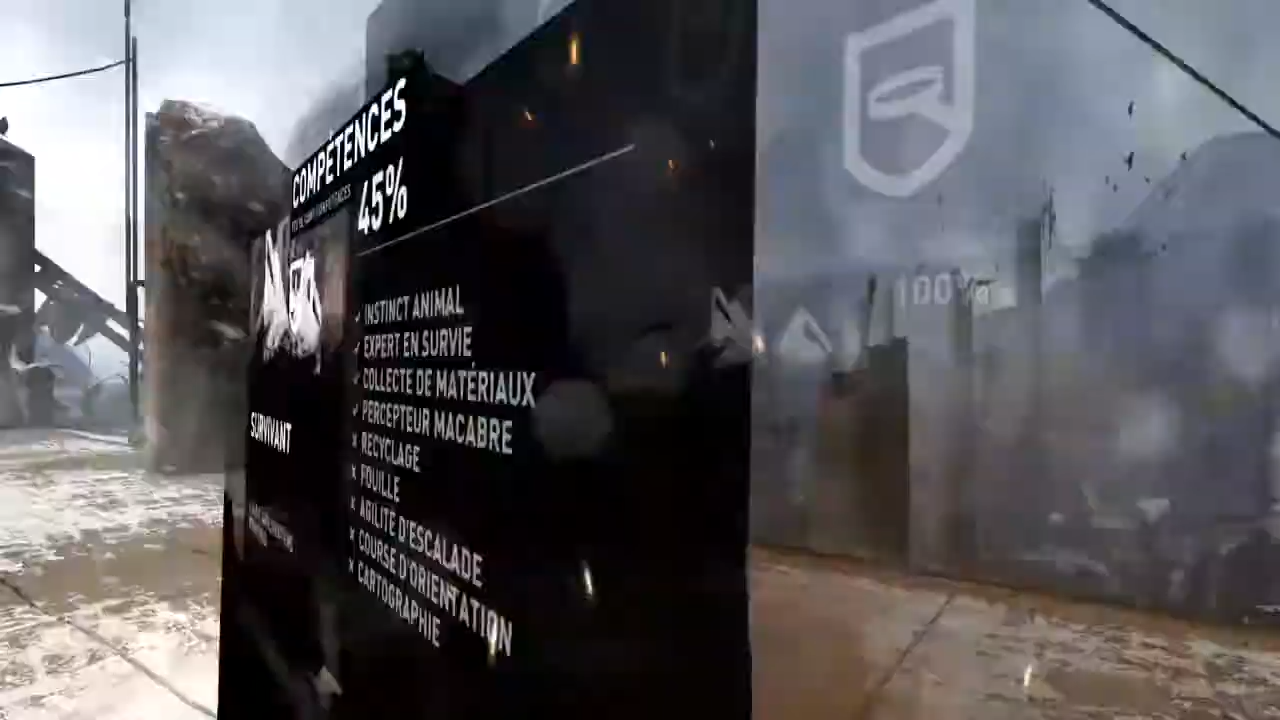 COMPÉTENCES
45%
INSTINCT ANIMAL
EXPERT EN SURVIE
COLLECTE DE MATÉRIAUX
PERCEPTEUR MACABRE
RECYCLAGE
FOUILLE
AGILITÉ D'ESCALADE
COURSE D'ORIENTATION
CARTOGRAPHIE
SURVIVANT
100%